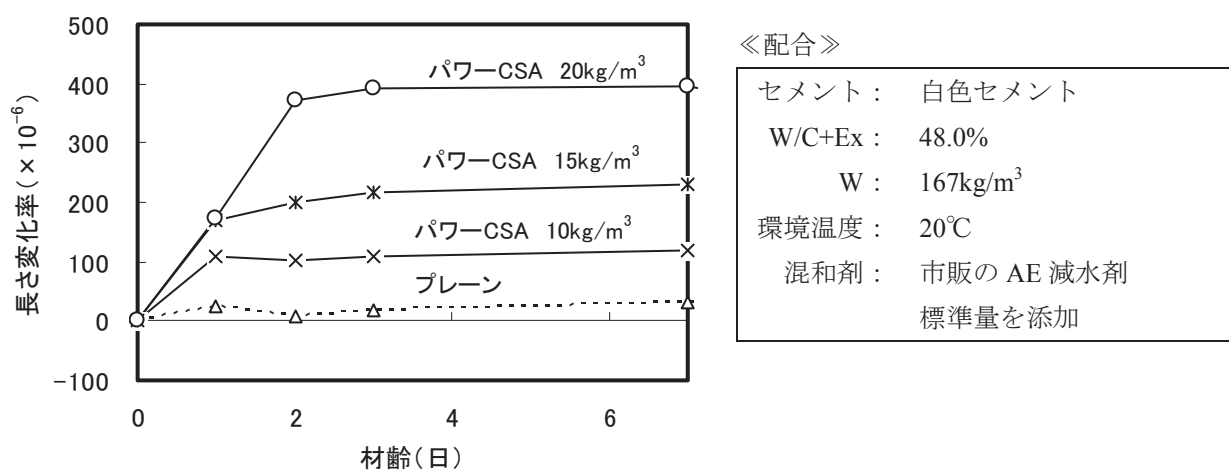 500
400
300
200
100
0
-100
長さ変化率(×10⁻⁶)
パワーCSA 20kg/m³
パワーCSA 15kg/m³
パワーCSA 10kg/m³
プレーン
0 2 4 6
材齢(日)
≪配合≫
セメント： 白色セメント
W/C+Ex： 48.0%
W： 167kg/m³
環境温度： 20℃
混和剤： 市販の AE 減水剤
標準量を添加